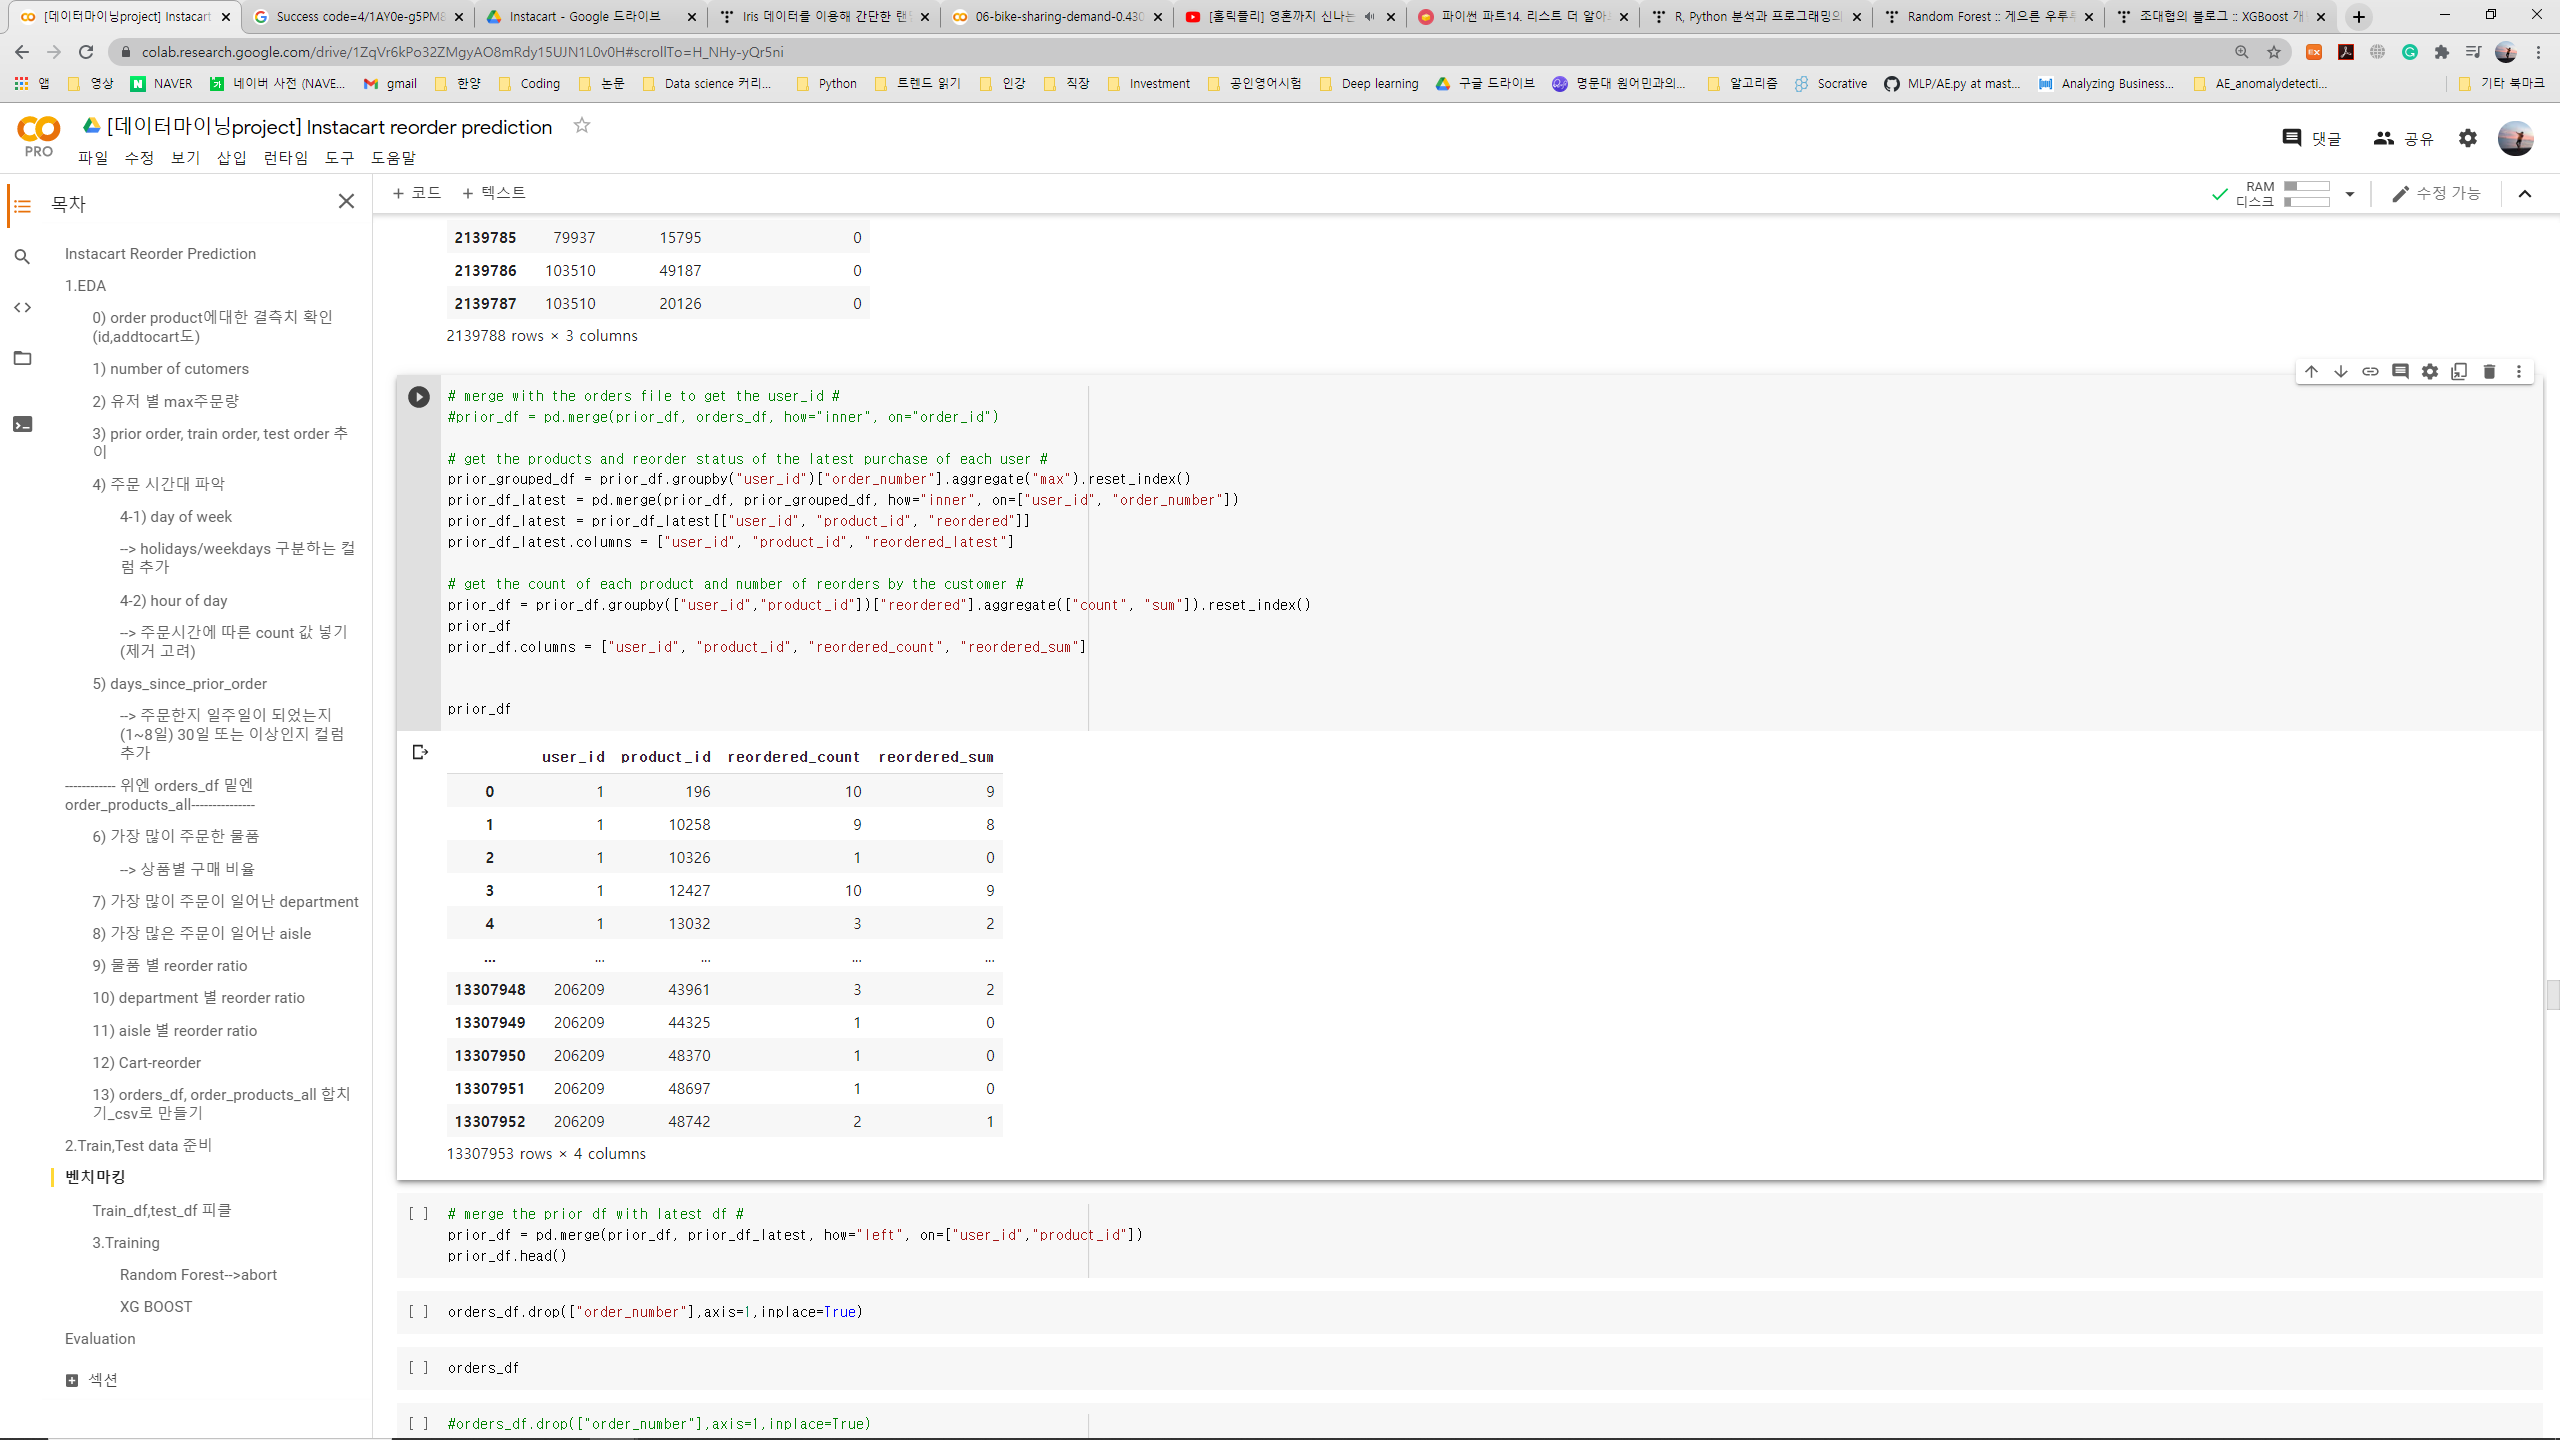 [데이터마이닝project] Instacart
Success code=4/1AY0e-g5PM8
Instacart - Google 드라이브
Iris 데이터를 이용해 간단한 랜
06-bike-sharing-demand-0.430
[홀릭플리] 영혼까지 신나는
파이썬 파트14. 리스트 더 알아
R, Python 분석과 프로그래밍의
Random Forest :: 게으른 우루루
조대협의 블로그 :: XGBoost 개
colab.research.google.com/drive/1ZqVr6kPo32ZMgyAO8mRdy15UJN1L0v0H#scrollTo=H_NHy-yQr5ni
앱 영상 NAVER 네이버 사전 (NAVE... gmail 한양 Coding 논문 Data science 커리... Python 트렌드 읽기 인강 직장 Investment 공인영어시험 Deep learning 구글 드라이브 명문대 원어민과의... 알고리즘 Socrative MLP/AE.py at mast... Analyzing Business... AE_anomalydetecti... 기타 북마크
PRO
[데이터마이닝project] Instacart reorder prediction
댓글 공유
파일 수정 보기 삽입 런타임 도구 도움말
목차
+ 코드 + 텍스트
RAM
디스크
수정 가능
Instacart Reorder Prediction
1.EDA
0) order product에대한 결측치 확인
(id,addtocart도)
1) number of cutomers
2) 유저 별 max주문량
3) prior order, train order, test order 추
이
4) 주문 시간대 파악
4-1) day of week
--> holidays/weekdays 구분하는 컬
럼 추가
4-2) hour of day
--> 주문시간에 따른 count 값 넣기
(제거 고려)
5) days_since_prior_order
--> 주문한지 일주일이 되었는지
(1~8일) 30일 또는 이상인지 컬럼
추가
------------ 위엔 orders_df 밑엔
order_products_all---------------
6) 가장 많이 주문한 물품
--> 상품별 구매 비율
7) 가장 많이 주문이 일어난 department
8) 가장 많은 주문이 일어난 aisle
9) 물품 별 reorder ratio
10) department 별 reorder ratio
11) aisle 별 reorder ratio
12) Cart-reorder
13) orders_df, order_products_all 합치
기_csv로 만들기
2.Train,Test data 준비
벤치마킹
Train_df,test_df 피클
3.Training
Random Forest-->abort
XG BOOST
Evaluation
섹션
2139785 79937 15795 0
2139786 103510 49187 0
2139787 103510 20126 0
2139788 rows × 3 columns
# merge with the orders file to get the user_id #
#prior_df = pd.merge(prior_df, orders_df, how="inner", on="order_id")
# get the products and reorder status of the latest purchase of each user #
prior_grouped_df = prior_df.groupby("user_id")["order_number"].aggregate("max").reset_index()
prior_df_latest = pd.merge(prior_df, prior_grouped_df, how="inner", on=["user_id", "order_number"])
prior_df_latest = prior_df_latest[["user_id", "product_id", "reordered"]]
prior_df_latest.columns = ["user_id", "product_id", "reordered_latest"]
# get the count of each product and number of reorders by the customer #
prior_df = prior_df.groupby(["user_id","product_id"])["reordered"].aggregate(["count", "sum"]).reset_index()
prior_df
prior_df.columns = ["user_id", "product_id", "reordered_count", "reordered_sum"]
prior_df
user_id product_id reordered_count reordered_sum
0 1 196 10 9
1 1 10258 9 8
2 1 10326 1 0
3 1 12427 10 9
4 1 13032 3 2
... ... ... ... ...
13307948 206209 43961 3 2
13307949 206209 44325 1 0
13307950 206209 48370 1 0
13307951 206209 48697 1 0
13307952 206209 48742 2 1
13307953 rows × 4 columns
[ ] # merge the prior df with latest df #
prior_df = pd.merge(prior_df, prior_df_latest, how="left", on=["user_id","product_id"])
prior_df.head()
[ ] orders_df.drop(["order_number"],axis=1,inplace=True)
[ ] orders_df
[ ] #orders_df.drop(["order_number"],axis=1,inplace=True)